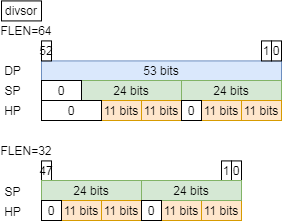 divsor
FLEN=64
52 1 0
DP 53 bits
SP 0 24 bits 24 bits
HP 0 11 bits 11 bits 0 11 bits 11 bits
FLEN=32
47 1 0
SP 24 bits 24 bits
HP 0 11 bits 11 bits 0 11 bits 11 bits